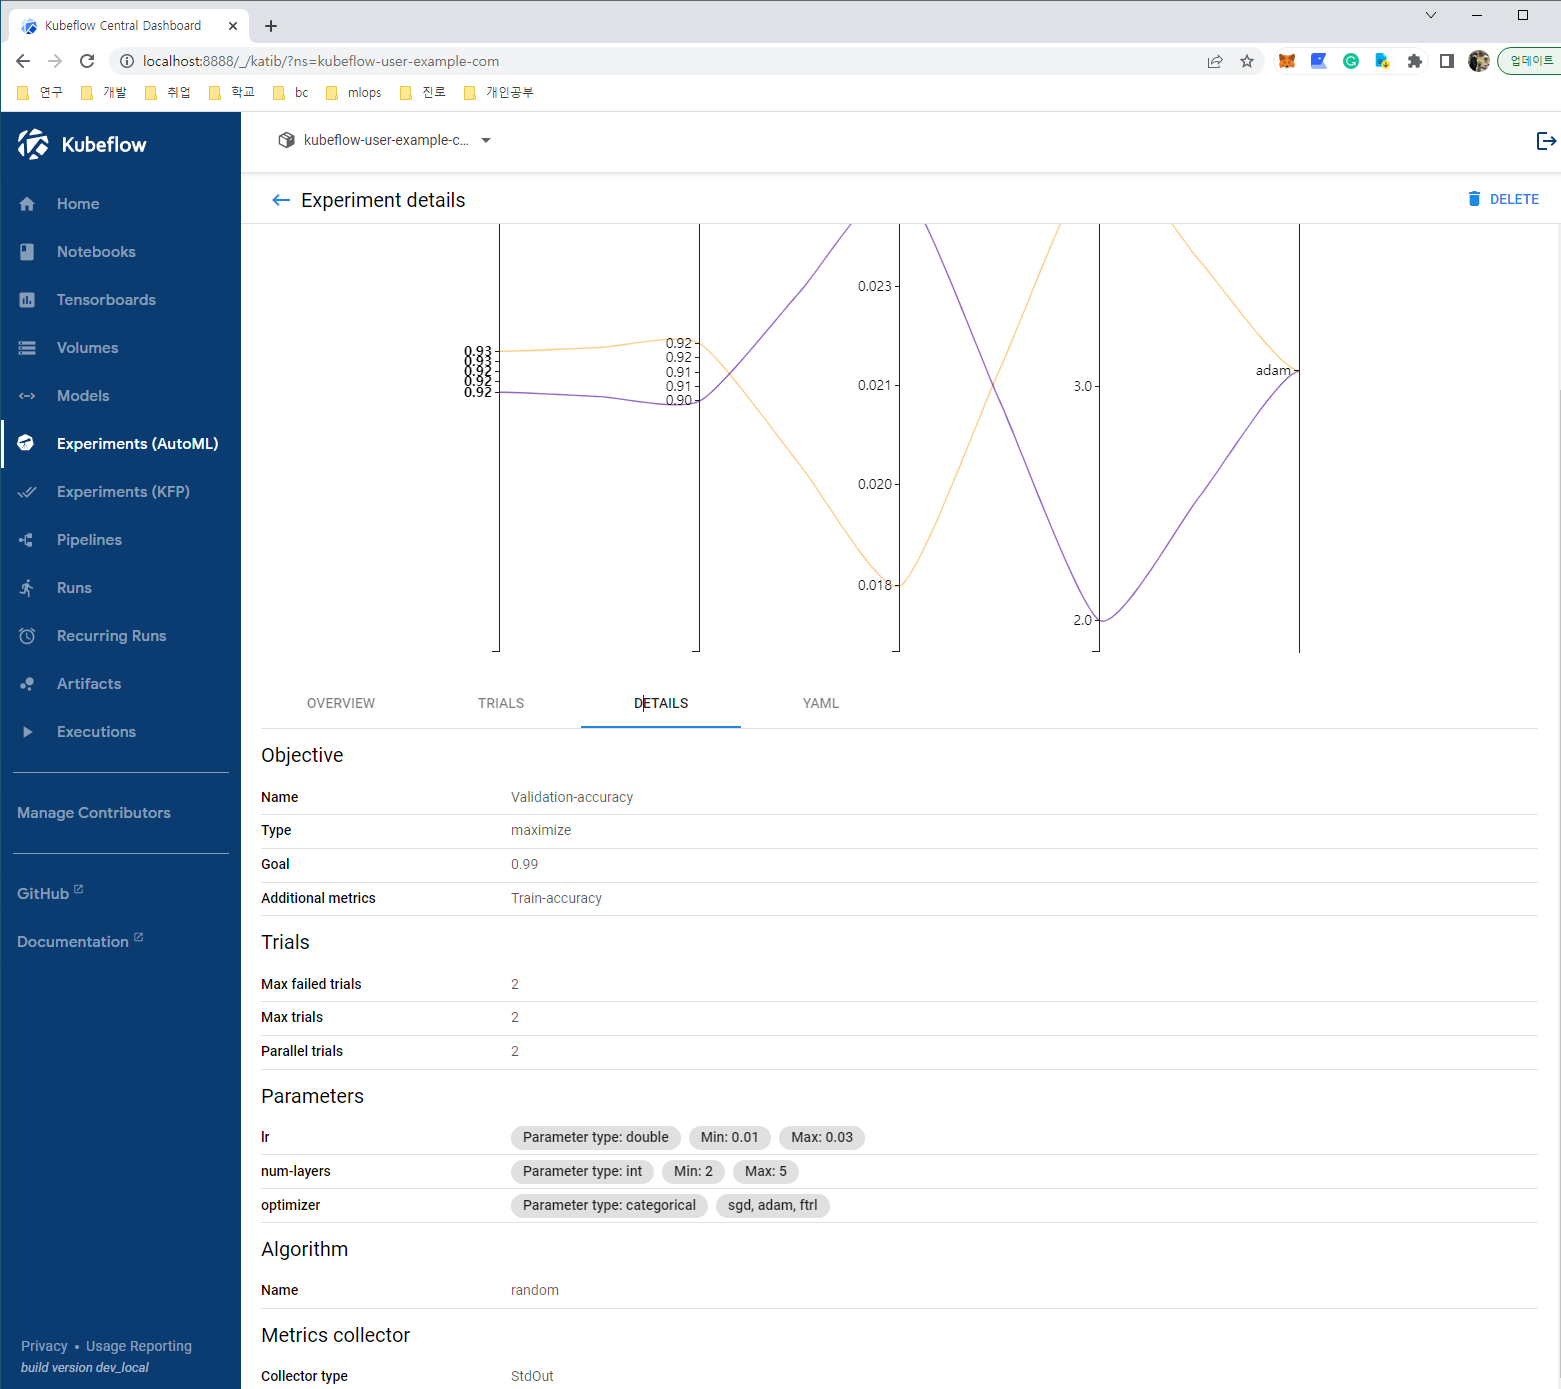 Kubeflow Central Dashboard
localhost:8888/_/katib/?ns=kubeflow-user-example-com
업데이트
연구 개발 취업 학교 bc mlops 진로 개인공부
Kubeflow
kubeflow-user-example-c...
Home
Experiment details
DELETE
Notebooks
Tensorboards
Volumes
Models
Experiments (AutoML)
Experiments (KFP)
Pipelines
Runs
Recurring Runs
Artifacts
Executions
Manage Contributors
GitHub
Documentation
Privacy • Usage Reporting
build version dev_local
0.93
0.93
0.92
0.92
0.92
0.92
0.92
0.91
0.91
0.90
0.023
0.021
0.020
0.018
3.0
2.0
adam
OVERVIEW TRIALS DETAILS YAML
Objective
Name Validation-accuracy
Type maximize
Goal 0.99
Additional metrics Train-accuracy
Trials
Max failed trials 2
Max trials 2
Parallel trials 2
Parameters
lr Parameter type: double Min: 0.01 Max: 0.03
num-layers Parameter type: int Min: 2 Max: 5
optimizer Parameter type: categorical sgd, adam, ftrl
Algorithm
Name random
Metrics collector
Collector type StdOut